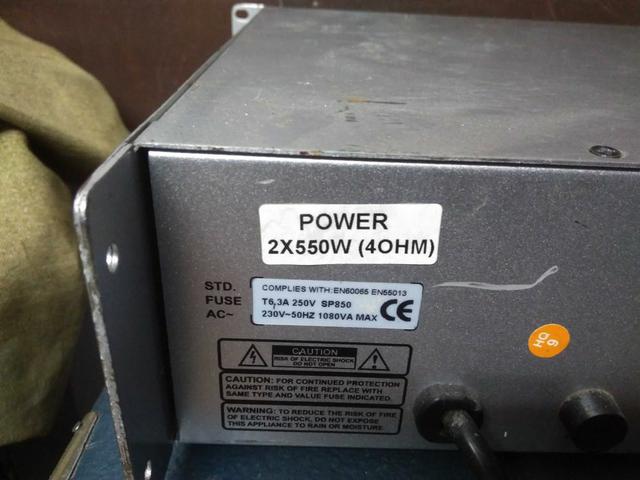 POWER
2X550W (4OHM)
STD.
FUSE
AC~
COMPLIES WITH: EN60065 EN55013
T6,3A 250V SP850
230V~50HZ 1080VA MAX CE
CAUTION
RISK OF ELECTRIC SHOCK
DO NOT OPEN
CAUTION: FOR CONTINUED PROTECTION
AGAINST RISK OF FIRE REPLACE WITH
SAME TYPE AND VALUE FUSE INDICATED.
WARNING: TO REDUCE THE RISK OF FIRE
OF ELECTRIC SHOCK, DO NOT EXPOSE
THIS APPLIANCE TO RAIN OR MOISTURE.
HD
6